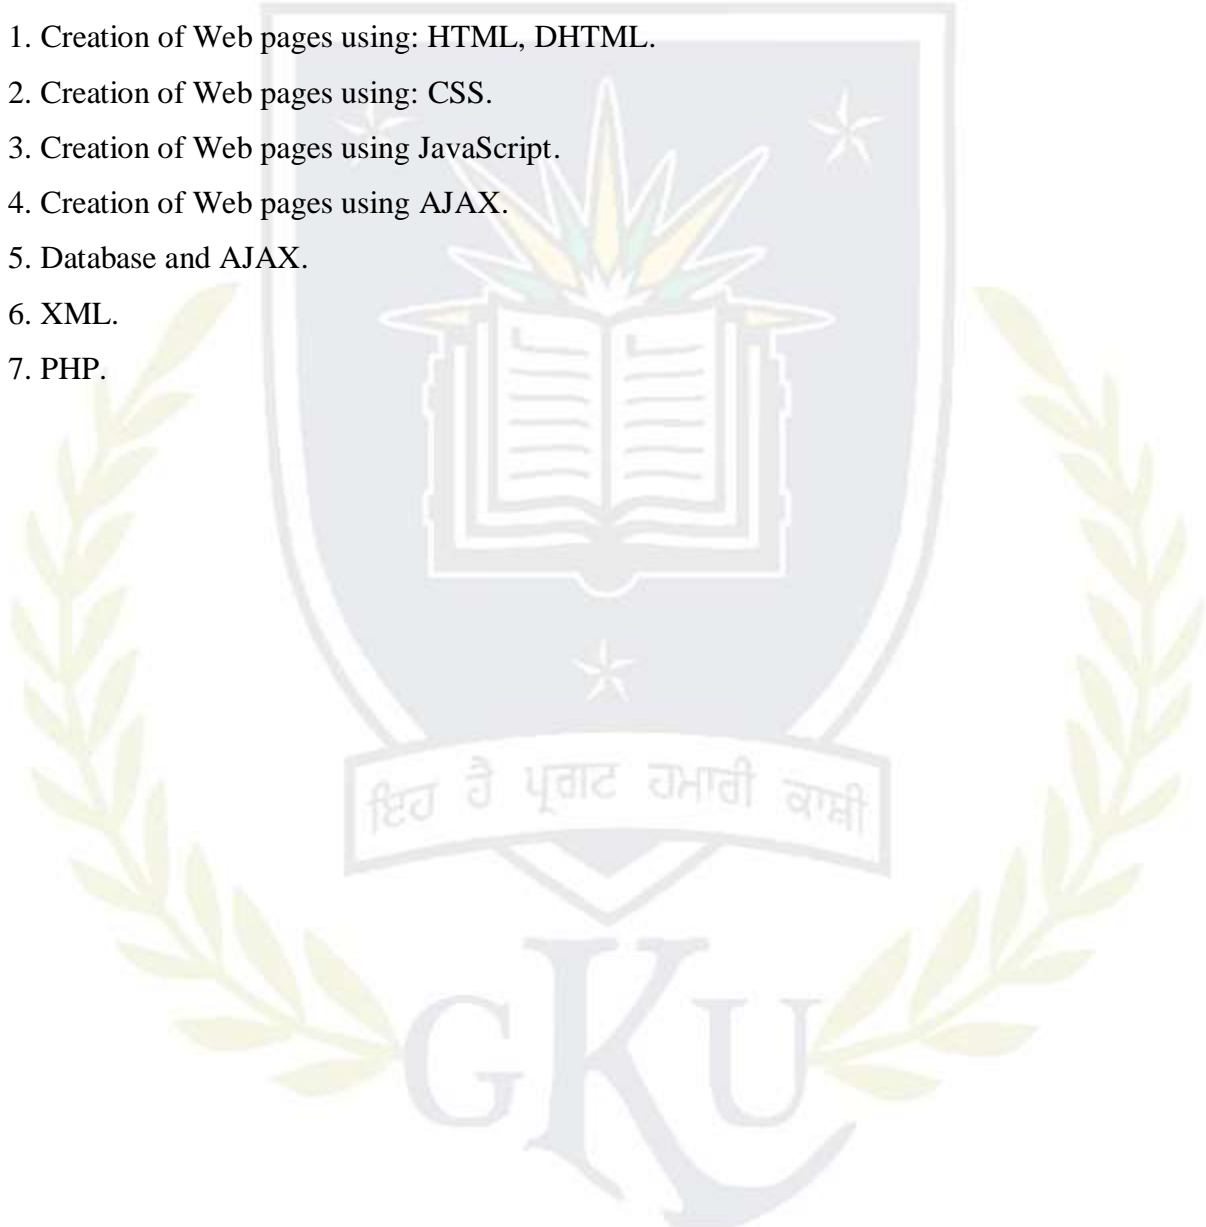 1. Creation of Web pages using: HTML, DHTML.
2. Creation of Web pages using: CSS.
3. Creation of Web pages using JavaScript.
4. Creation of Web pages using AJAX.
5. Database and AJAX.
6. XML.
7. PHP.
ਇਹ ਹੈ ਪ੍ਰਗਟ ਹਮਾਰੀ ਕਾਸ਼ੀ
GKU